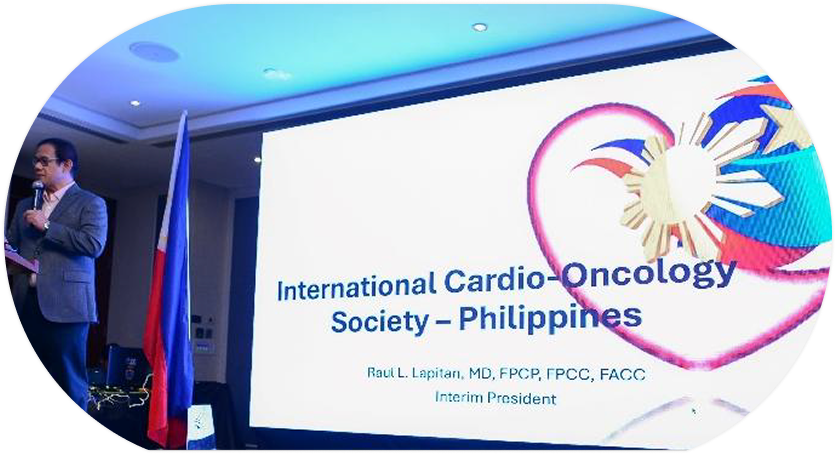 International Cardio-Oncology
Society – Philippines
Raul L. Lapitan, MD, FPCP, FPCC, FACC
Interim President